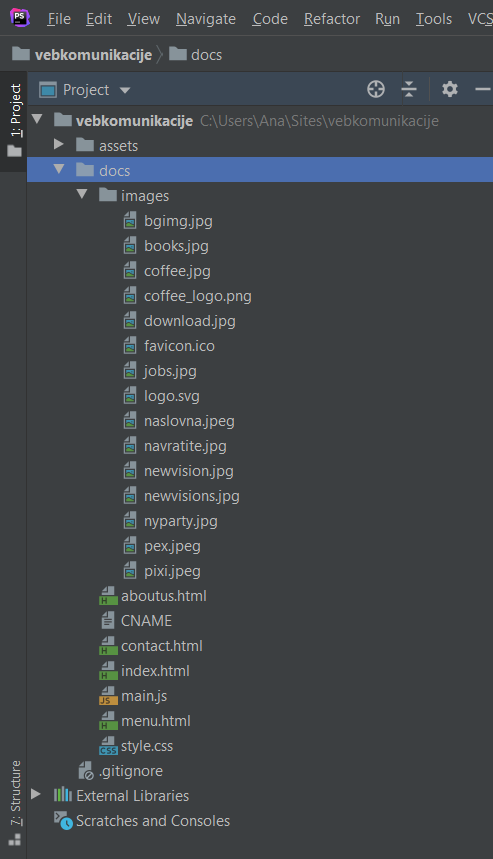 PS File Edit View Navigate Code Refactor Run Tools VCS
vebkomunikacije docs
1: Project
Project
vebkomunikacije C:\Users\Ana\Sites\vebkomunikacije
assets
docs
images
bgimg.jpg
books.jpg
coffee.jpg
coffee_logo.png
download.jpg
favicon.ico
jobs.jpg
logo.svg
naslovna.jpeg
navratite.jpg
newvision.jpg
newvisions.jpg
nyparty.jpg
pex.jpeg
pixi.jpeg
H aboutus.html
CNAME
H contact.html
H index.html
JS main.js
H menu.html
CSS style.css
.gitignore
7: Structure
External Libraries
Scratches and Consoles